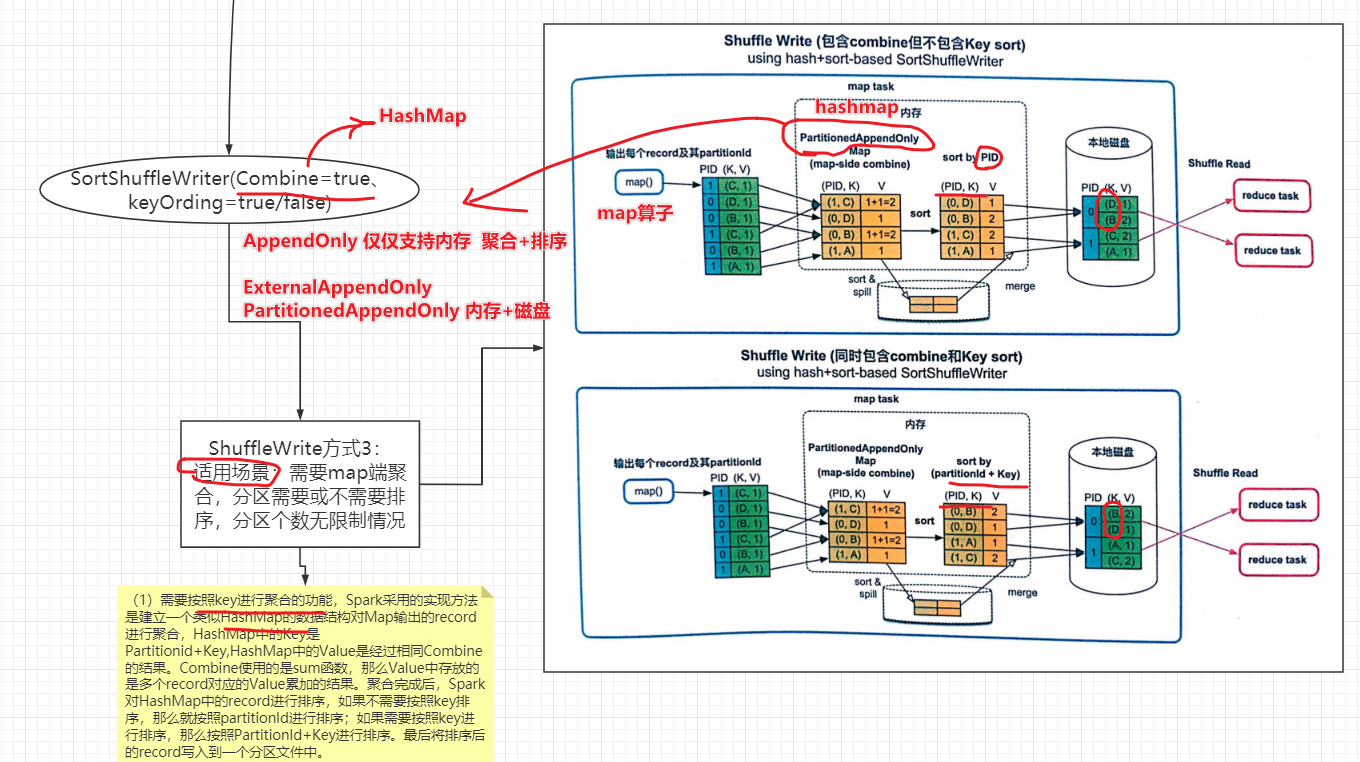 HashMap
SortShuffleWriter(Combine=true、
keyOrding=true/false)
AppendOnly 仅仅支持内存 聚合+排序
ExternalAppendOnly
PartitionedAppendOnly 内存+磁盘
ShuffleWrite方式3：
适用场景：需要map端聚
合，分区需要或不需要排
序，分区个数无限制情况
（1）需要按照key进行聚合的功能，Spark采用的实现方法
是建立一个类似HashMap的数据结构对Map输出的record
进行聚合，HashMap中的Key是
Partitionid+Key,HashMap中的Value是经过相同Combine
的结果。Combine使用的是sum函数，那么Value中存放的
是多个record对应的Value累加的结果。聚合完成后，Spark
对HashMap中的record进行排序，如果不需要按照key排
序，那么就按照partitionId进行排序；如果需要按照key进
行排序，那么按照PartitionId+Key进行排序。最后将排序后
的record写入到一个分区文件中。
Shuffle Write (包含combine但不包含Key sort)
using hash+sort-based SortShuffleWriter
map task
hashmap
内存
PartitionedAppendOnly
Map
(map-side combine)
sort by PID
本地磁盘
输出每个record及其partitionId
Shuffle Read
map()
map算子
PID (K, V)
1 (C, 1)
0 (D, 1)
0 (B, 1)
1 (C, 1)
0 (B, 1)
1 (A, 1)
(PID, K) V
(1, C) 1+1=2
(0, D) 1
(0, B) 1+1=2
(1, A) 1
sort
(PID, K) V
(0, D) 1
(0, B) 2
(1, C) 2
(1, A) 1
sort &
spill
merge
PID (K, V)
0 (D, 1)
(B, 2)
1 (C, 2)
(A, 1)
reduce task
reduce task
Shuffle Write (同时包含combine和Key sort)
using hash+sort-based SortShuffleWriter
map task
内存
PartitionedAppendOnly
Map
(map-side combine)
sort by
(partitionId + Key)
本地磁盘
输出每个record及其partitionId
Shuffle Read
map()
PID (K, V)
1 (C, 1)
0 (D, 1)
0 (B, 1)
1 (C, 1)
0 (B, 1)
1 (A, 1)
(PID, K) V
(1, C) 1+1=2
(0, D) 1
(0, B) 1+1=2
(1, A) 1
sort
(PID, K) V
(0, B) 2
(0, D) 1
(1, A) 1
(1, C) 2
sort &
spill
merge
PID (K, V)
0 (B, 2)
(D, 1)
1 (A, 1)
(C, 2)
reduce task
reduce task